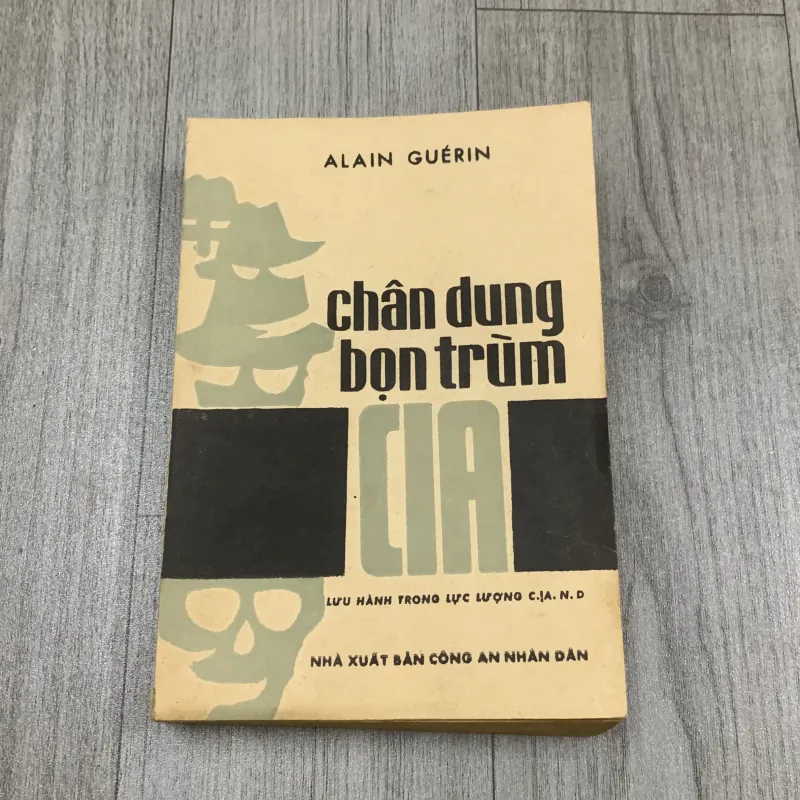 ALAIN GUÉRIN
chân dung
bọn trùm
CIA
LƯU HÀNH TRONG LỰC LƯỢNG C.A.N.D
NHÀ XUẤT BẢN CÔNG AN NHÂN DÂN